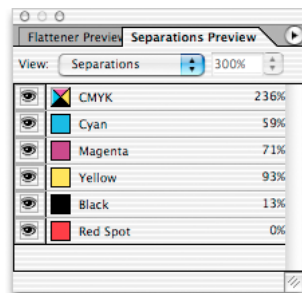 Flattener Preview Separations Preview
View: Separations 300%
CMYK 236%
Cyan 59%
Magenta 71%
Yellow 93%
Black 13%
Red Spot 0%